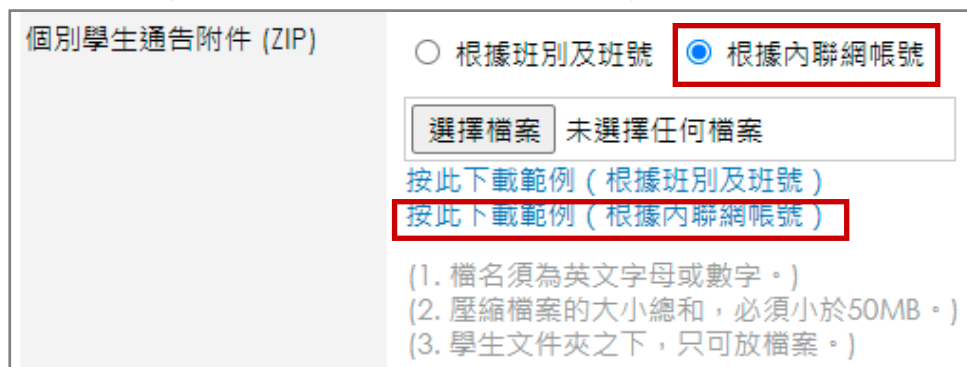 個別學生通告附件 (ZIP)
根據班別及班號 根據內聯網帳號
選擇檔案 未選擇任何檔案
按此下載範例 ( 根據班別及班號 )
按此下載範例 ( 根據內聯網帳號 )
(1. 檔名須為英文字母或數字。)
(2. 壓縮檔案的大小總和，必須小於50MB。)
(3. 學生文件夾之下，只可放檔案。)